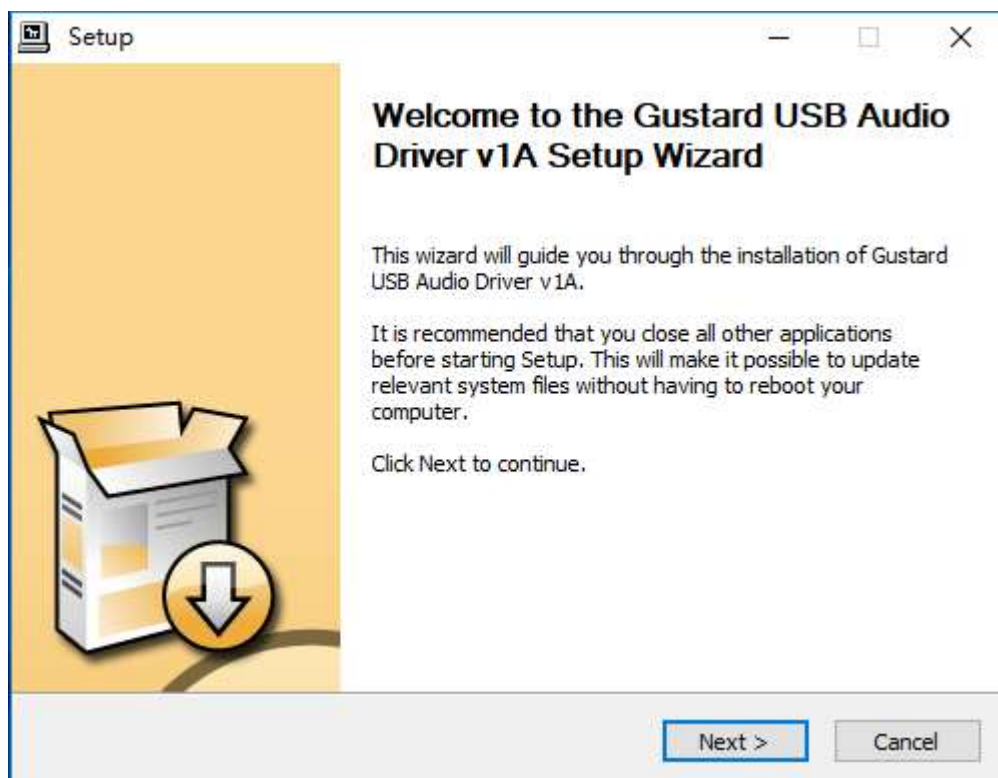 Setup
Welcome to the Gustard USB Audio
Driver v1A Setup Wizard
This wizard will guide you through the installation of Gustard
USB Audio Driver v1A.
It is recommended that you close all other applications
before starting Setup. This will make it possible to update
relevant system files without having to reboot your
computer.
Click Next to continue.
Next >
Cancel